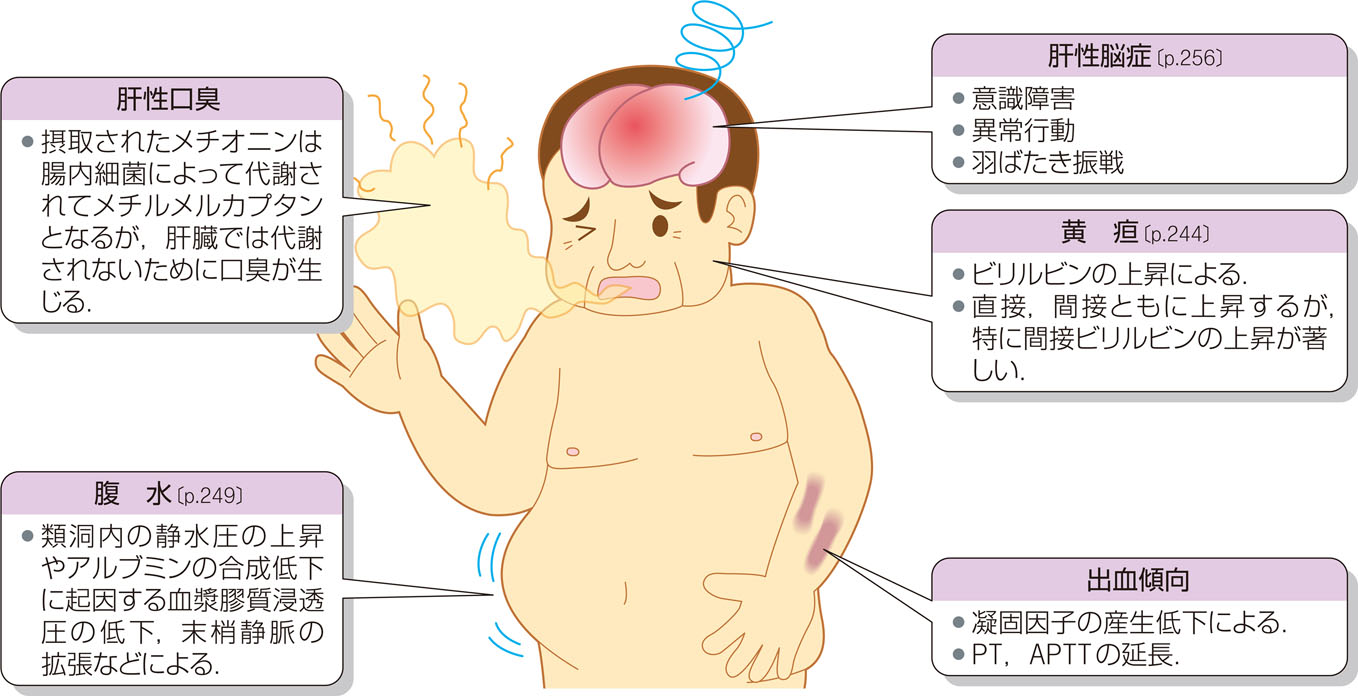 肝性口臭
● 摂取されたメチオニンは
腸内細菌によって代謝さ
れてメチルメルカプタン
となるが，肝臓では代謝
されないために口臭が生
じる.
肝性脳症〔p.256〕
● 意識障害
● 異常行動
● 羽ばたき振戦
黄　疸〔p.244〕
● ビリルビンの上昇による.
● 直接，間接ともに上昇するが,
特に間接ビリルビンの上昇が著
しい.
腹　水〔p.249〕
● 類洞内の静水圧の上昇
やアルブミンの合成低下
に起因する血漿膠質浸透
圧の低下，末梢静脈の
拡張などによる.
出血傾向
● 凝固因子の産生低下による.
● PT，APTTの延長.